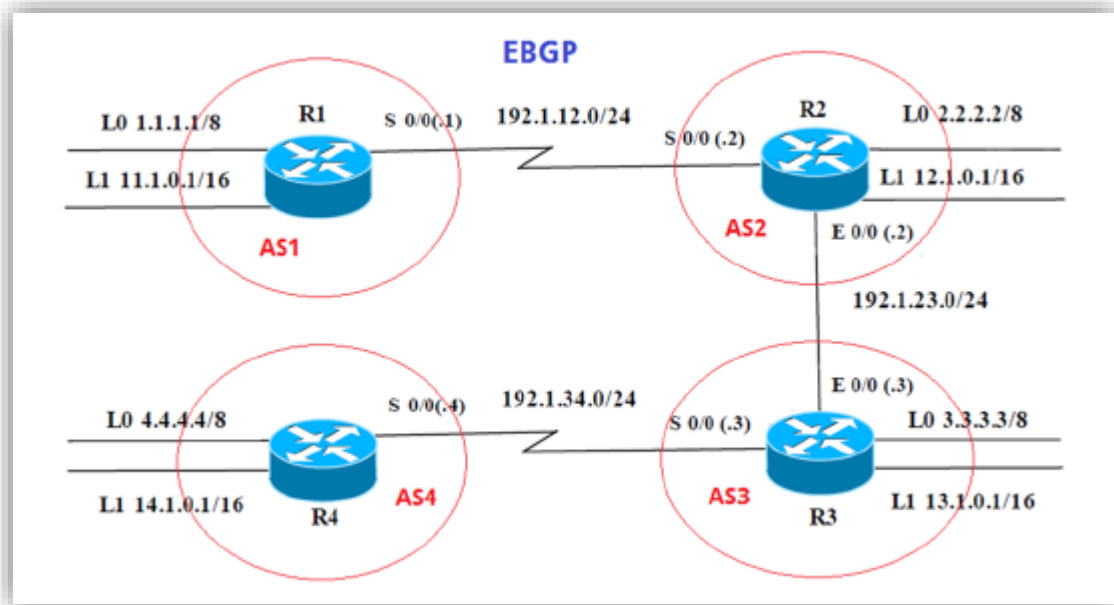 EBGP
L0 1.1.1.1/8
R1
S 0/0(.1)
192.1.12.0/24
S 0/0 (.2)
R2
L0 2.2.2.2/8
L1 11.1.0.1/16
L1 12.1.0.1/16
AS1
AS2
E 0/0 (.2)
192.1.23.0/24
L0 4.4.4.4/8
S 0/0(.4)
192.1.34.0/24
S 0/0 (.3)
E 0/0 (.3)
L0 3.3.3.3/8
L1 14.1.0.1/16
R4
AS4
AS3
R3
L1 13.1.0.1/16